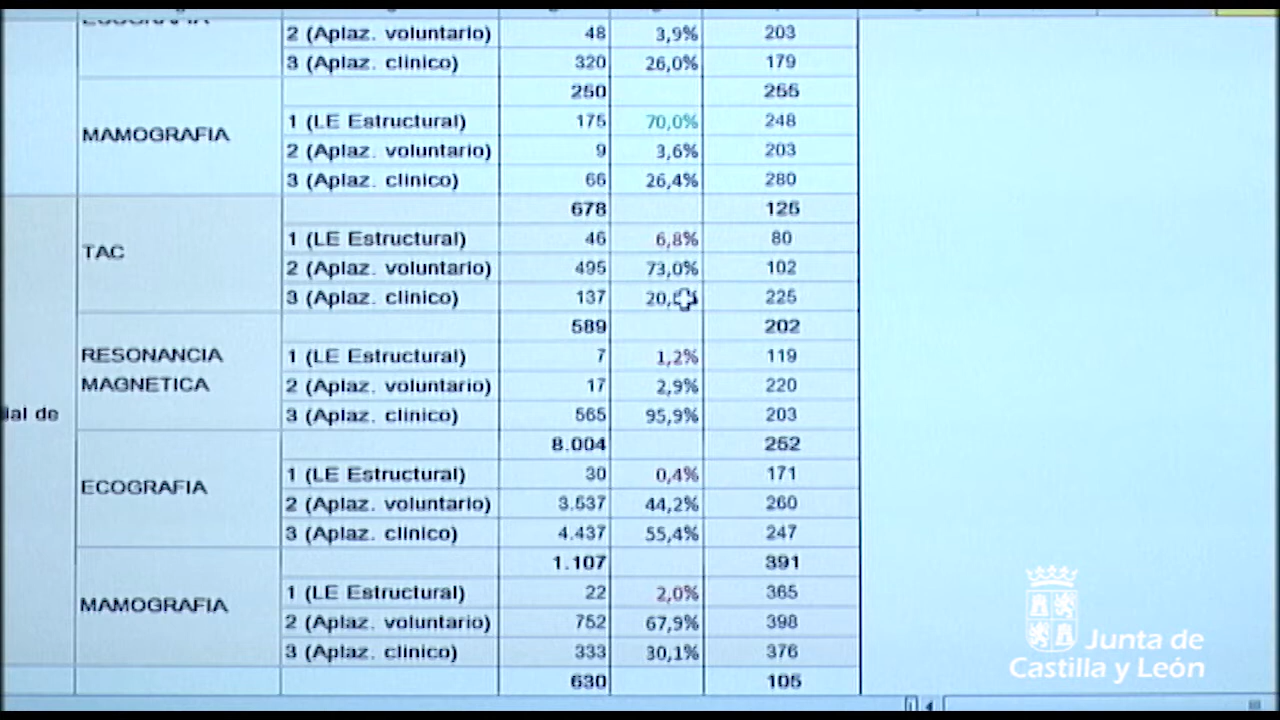 2 (Aplaz. voluntario) 48 3,9% 203
3 (Aplaz. clinico) 320 26,0% 179
250 255
MAMOGRAFIA
1 (LE Estructural) 175 70,0% 248
2 (Aplaz. voluntario) 9 3,6% 203
3 (Aplaz. clinico) 66 26,4% 280
678 125
TAC
1 (LE Estructural) 46 6,8% 80
2 (Aplaz. voluntario) 495 73,0% 102
3 (Aplaz. clinico) 137 225
589 202
RESONANCIA
MAGNETICA
1 (LE Estructural) 7 1,2% 119
2 (Aplaz. voluntario) 17 2,9% 220
3 (Aplaz. clinico) 565 95,9% 203
de
8.004 252
ECOGRAFIA
1 (LE Estructural) 30 0,4% 171
2 (Aplaz. voluntario) 3.537 44,2% 260
3 (Aplaz. clinico) 4.437 55,4% 247
1.107 391
MAMOGRAFIA
1 (LE Estructural) 22 2,0% 365
2 (Aplaz. voluntario) 752 67,9% 398
3 (Aplaz. clinico) 333 30,1% 376
630 105
Junta de
Castilla y León